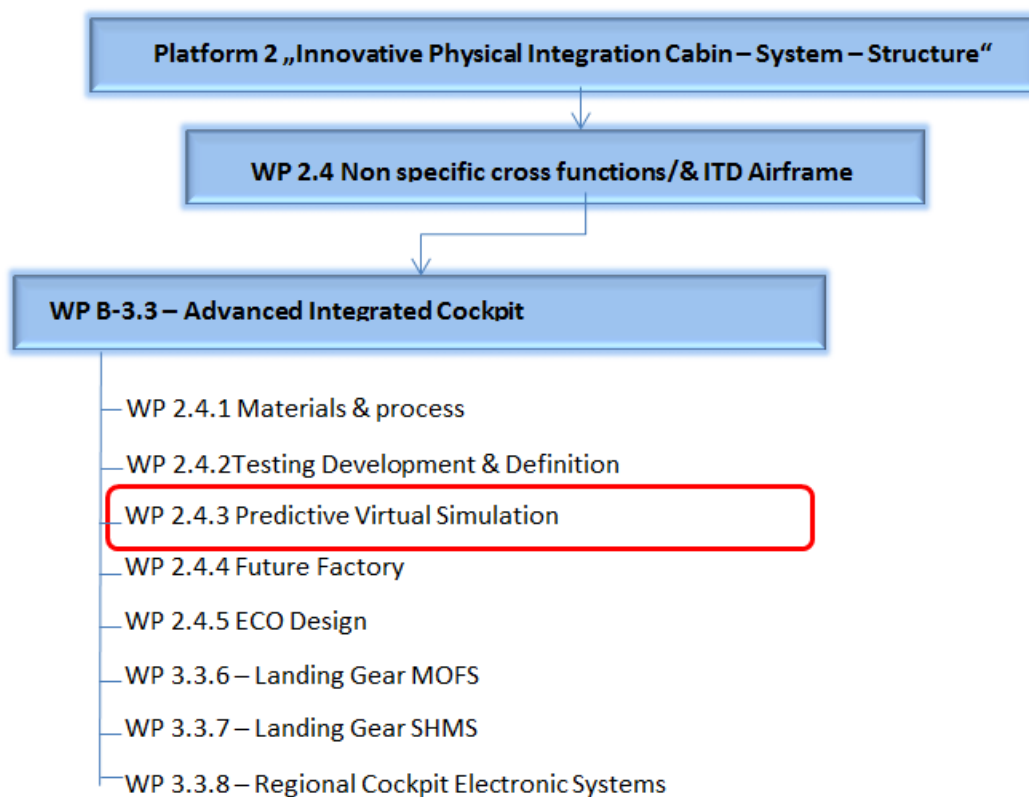 Platform 2 „Innovative Physical Integration Cabin – System – Structure“
WP 2.4 Non specific cross functions/& ITD Airframe
WP B-3.3 – Advanced Integrated Cockpit
WP 2.4.1 Materials & process
WP 2.4.2Testing Development & Definition
WP 2.4.3 Predictive Virtual Simulation
WP 2.4.4 Future Factory
WP 2.4.5 ECO Design
WP 3.3.6 – Landing Gear MOFS
WP 3.3.7 – Landing Gear SHMS
WP 3.3.8 – Regional Cockpit Electronic Systems